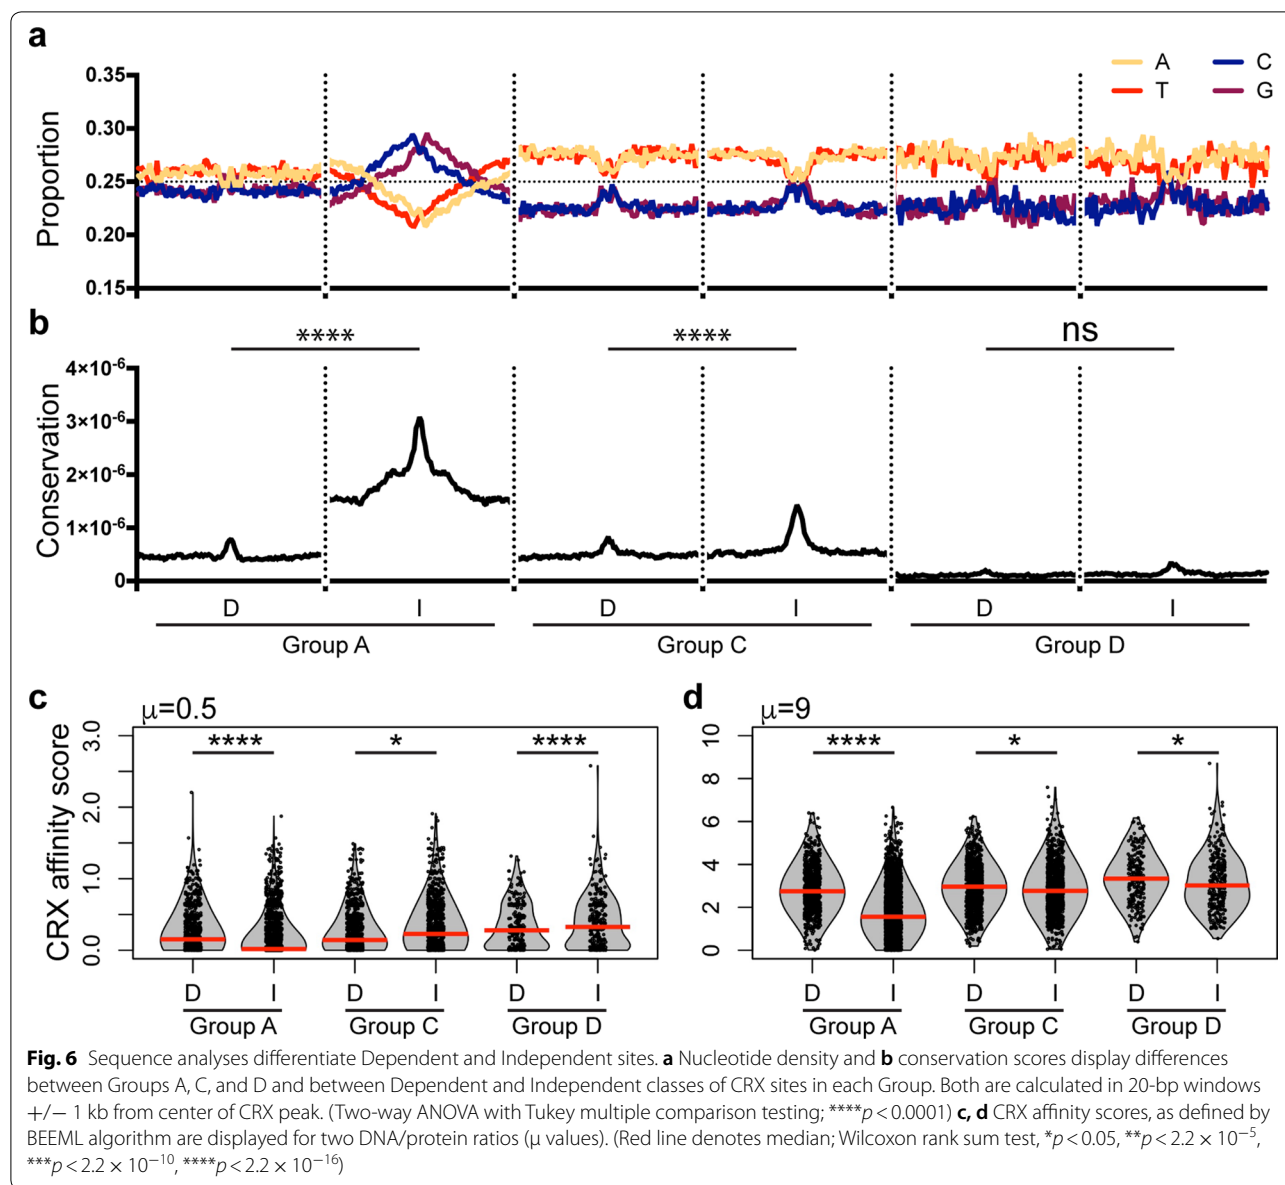 a
A C
T G
0.35
0.30
0.25
0.20
0.15
Proportion
b
**** **** ns
4×10-6
3×10-6
2×10-6
1×10-6
0
Conservation
D I D I D I
Group A Group C Group D
c μ=0.5
**** * ****
3.0
2.0
1.0
0.0
CRX affinity score
D I D I D I
Group A Group C Group D
d μ=9
**** * *
10
8
6
4
2
0
D I D I D I
Group A Group C Group D
Fig. 6 Sequence analyses differentiate Dependent and Independent sites. a Nucleotide density and b conservation scores display differences
between Groups A, C, and D and between Dependent and Independent classes of CRX sites in each Group. Both are calculated in 20-bp windows
+/− 1 kb from center of CRX peak. (Two-way ANOVA with Tukey multiple comparison testing; ****p < 0.0001) c, d CRX affinity scores, as defined by
BEEML algorithm are displayed for two DNA/protein ratios (μ values). (Red line denotes median; Wilcoxon rank sum test, *p < 0.05, **p < 2.2 × 10−5,
***p < 2.2 × 10−10, ****p < 2.2 × 10−16)